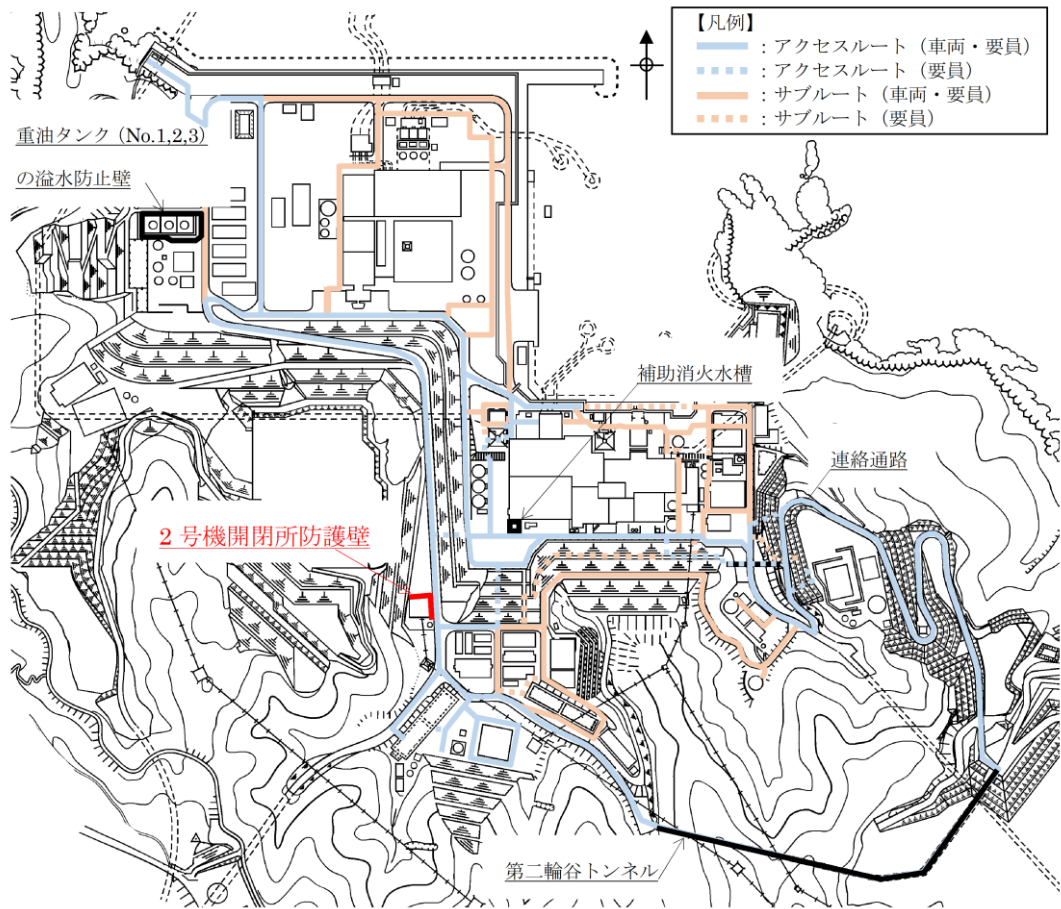 【凡例】
：アクセスルート（車両・要員）
：アクセスルート（要員）
：サブルート（車両・要員）
：サブルート（要員）
重油タンク（No.1,2,3）
の溢水防止壁
補助消火水槽
連絡通路
２号機開閉所防護壁
第二輪谷トンネル